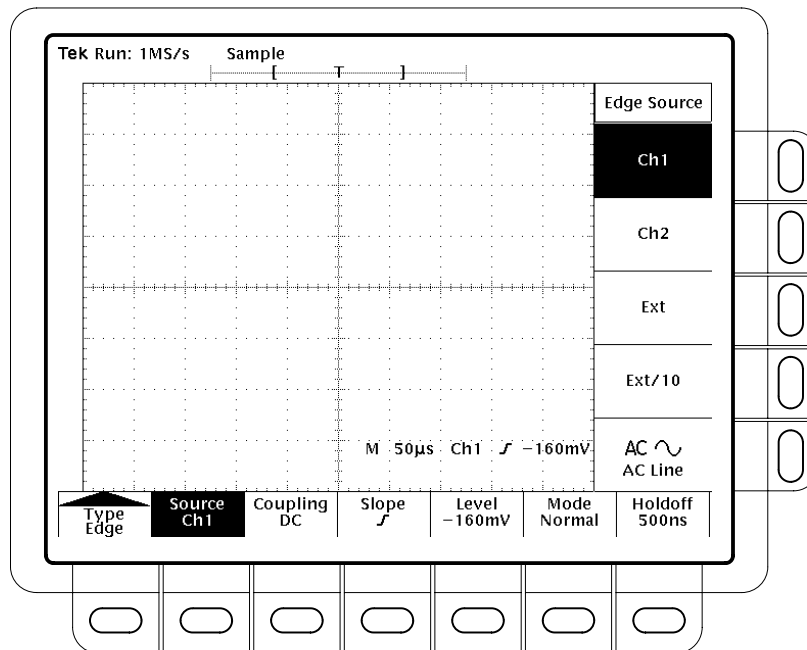 Tek Run: 1MS/s Sample
[ T ]
Edge Source
Ch1
Ch2
Ext
Ext/10
M 50µs Ch1 −160mV
AC
AC Line
Type
Edge
Source
Ch1
Coupling
DC
Slope
Level
−160mV
Mode
Normal
Holdoff
500ns